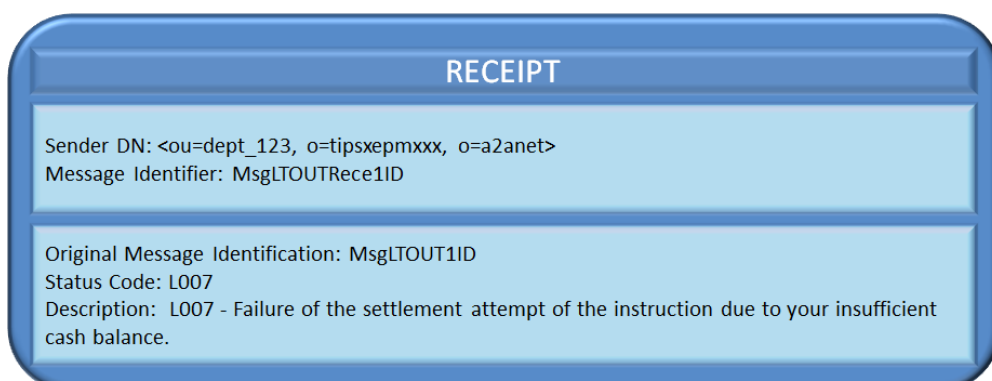 RECEIPT
Sender DN: <ou=dept_123, o=tipsxepmxxx, o=a2anet>
Message Identifier: MsgLTOUTRece1ID
Original Message Identification: MsgLTOUT1ID
Status Code: L007
Description: L007 - Failure of the settlement attempt of the instruction due to your insufficient
cash balance.